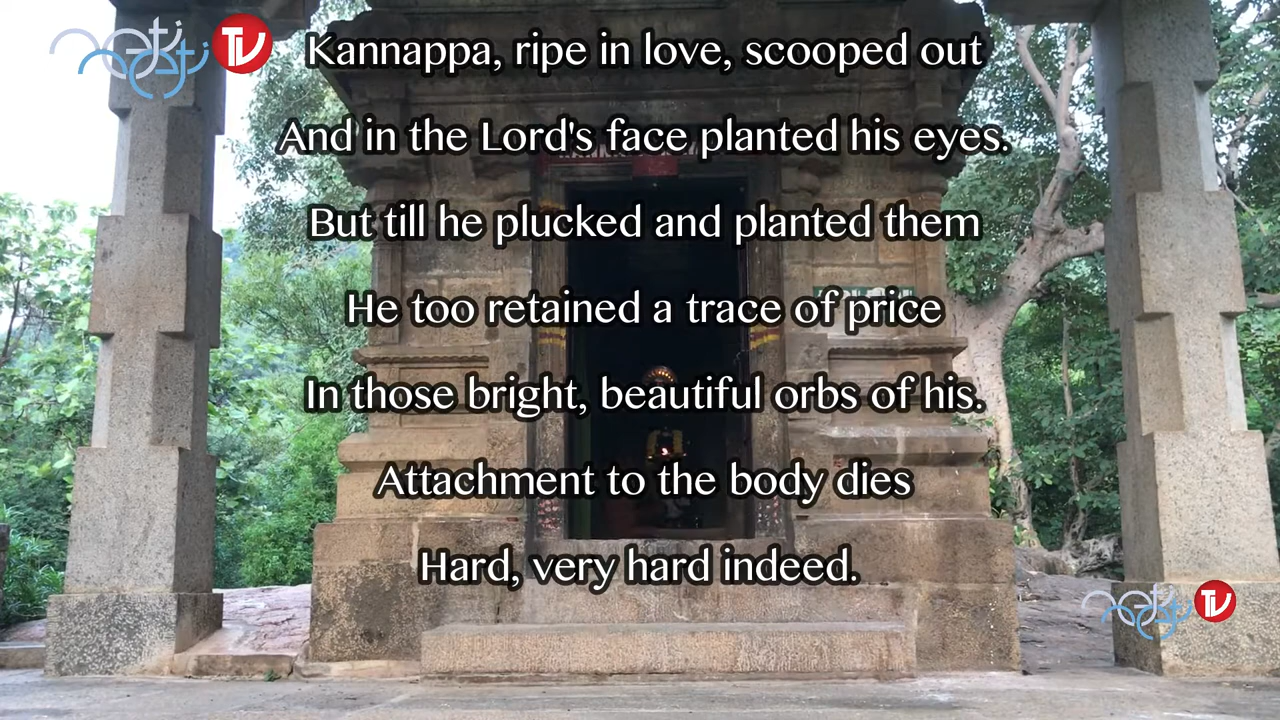 TV
Kannappa, ripe in love, scooped out
And in the Lord's face planted his eyes.
But till he plucked and planted them
He too retained a trace of price
In those bright, beautiful orbs of his.
Attachment to the body dies
Hard, very hard indeed.
TV